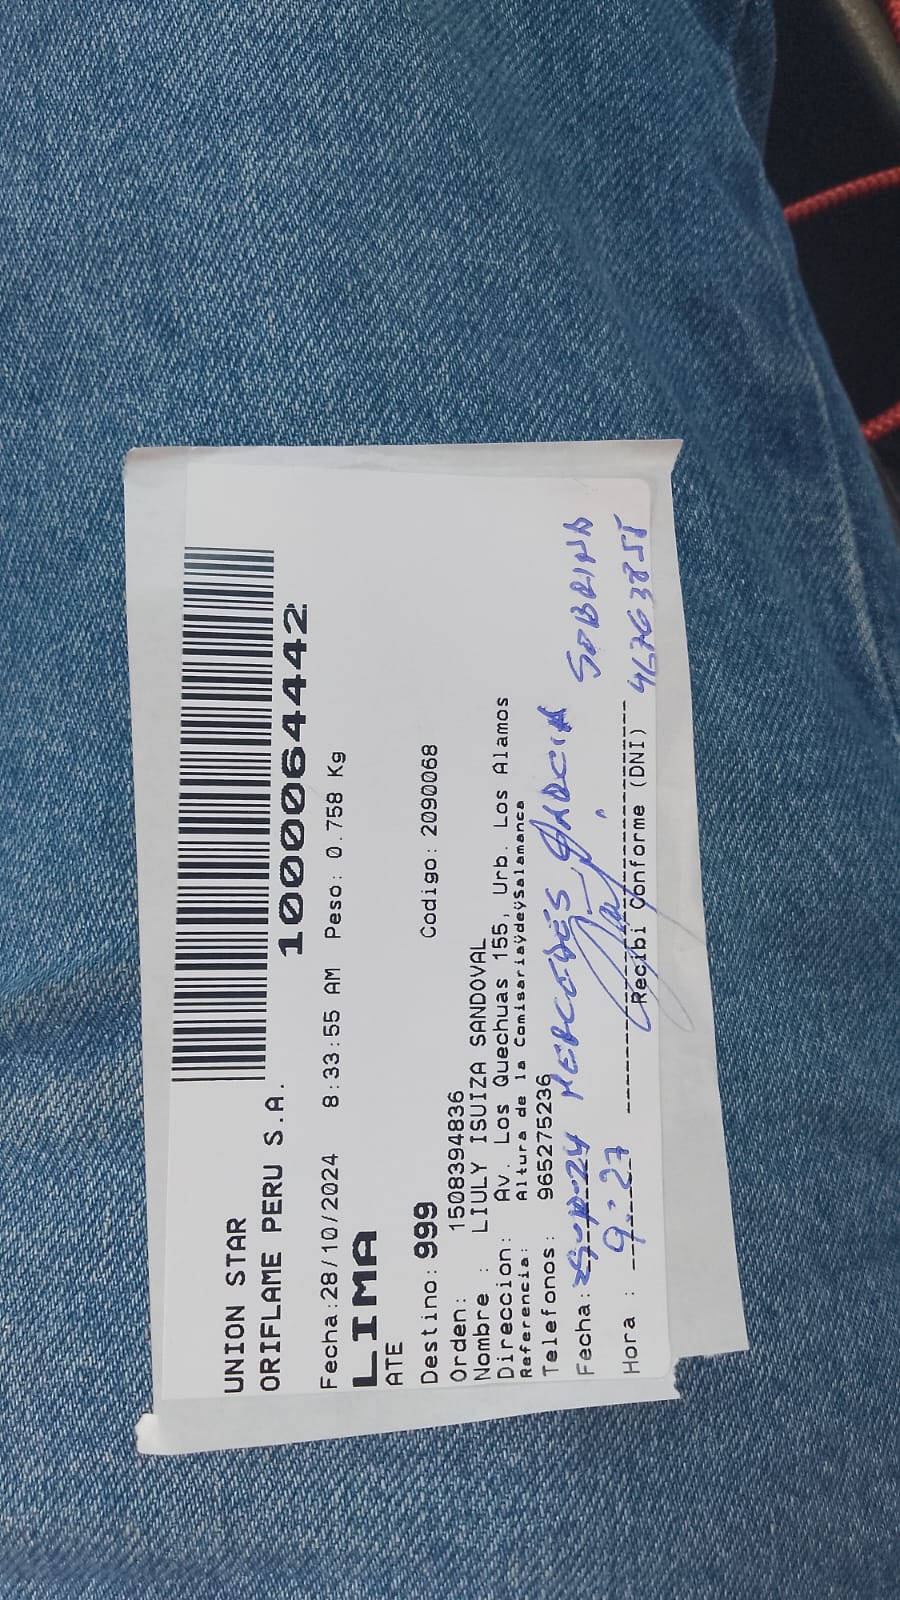 UNION STAR
ORIFLAME PERU S.A.
1000064442
Fecha:28/10/2024 8:33:55 AM Peso: 0.758 Kg
LIMA
ATE
Destino: 999 Codigo: 2090068
Orden: 1508394836
Nombre : LIULY ISUIZA SANDOVAL
Direccion: Av. Los Quechuas 155, Urb. Los Alamos
Referencia: Altura de la ComisariaÿdeÿSalamanca
Telefonos: 965275236
Fecha: MERCEDES GARCIA SOBRINA
Hora : 9:27
Recibi Conforme (DNI)